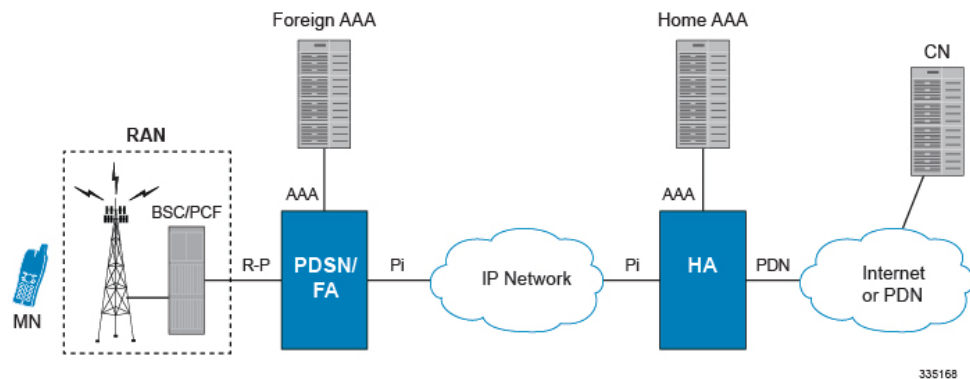 Foreign AAA
Home AAA
CN
RAN
AAA
AAA
BSC/PCF
R-P
PDSN/
FA
Pi
IP Network
Pi
HA
PDN
Internet
or PDN
MN
335168